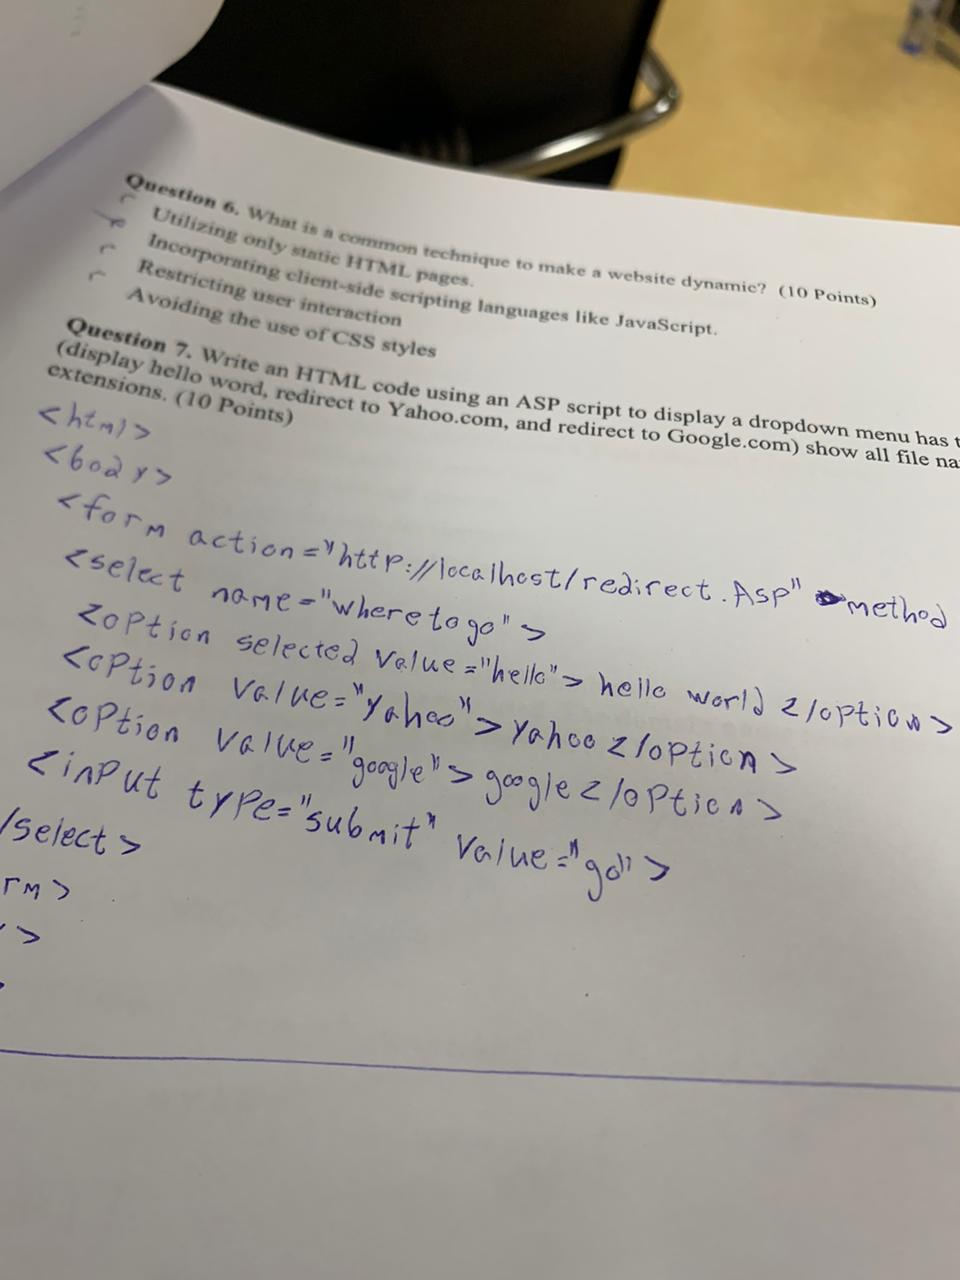 Question 6. What is a common technique to make a website dynamic? (10 Points)
Utilizing only static HTML pages.
Incorporating client-side scripting languages like JavaScript.
Restricting user interaction
Avoiding the use of CSS styles
Question 7. Write an HTML code using an ASP script to display a dropdown menu has
(display hello word, redirect to Yahoo.com, and redirect to Google.com) show all file na
extensions. (10 Points)
<html>
<body>
<form action="http://localhost/redirect.Asp" method
<select name="where to go">
<option selected value="hello"> hello world </option>
<option value="yahoo"> yahoo </option>
<option value="google"> google </option>
<input type="submit" value="go">
/select>
rm>
>